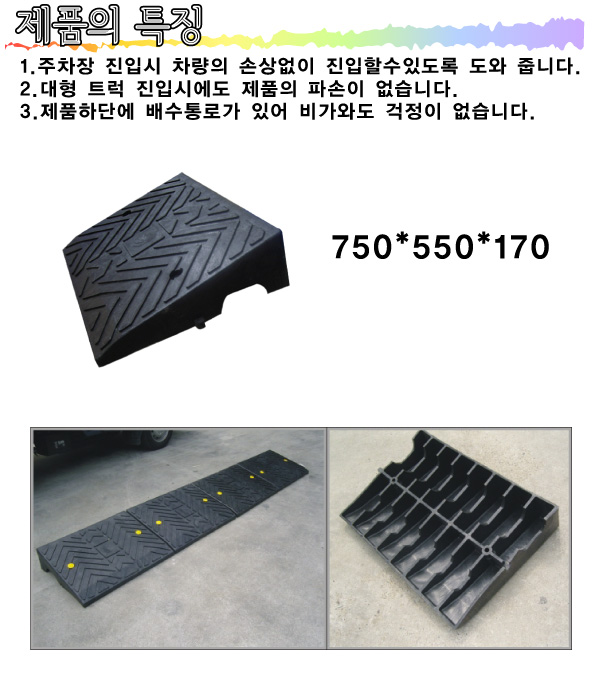 제품의 특징
1.주차장 진입시 차량의 손상없이 진입할수있도록 도와 줍니다.
2.대형 트럭 진입시에도 제품의 파손이 없습니다.
3.제품하단에 배수통로가 있어 비가와도 걱정이 없습니다.
750*550*170